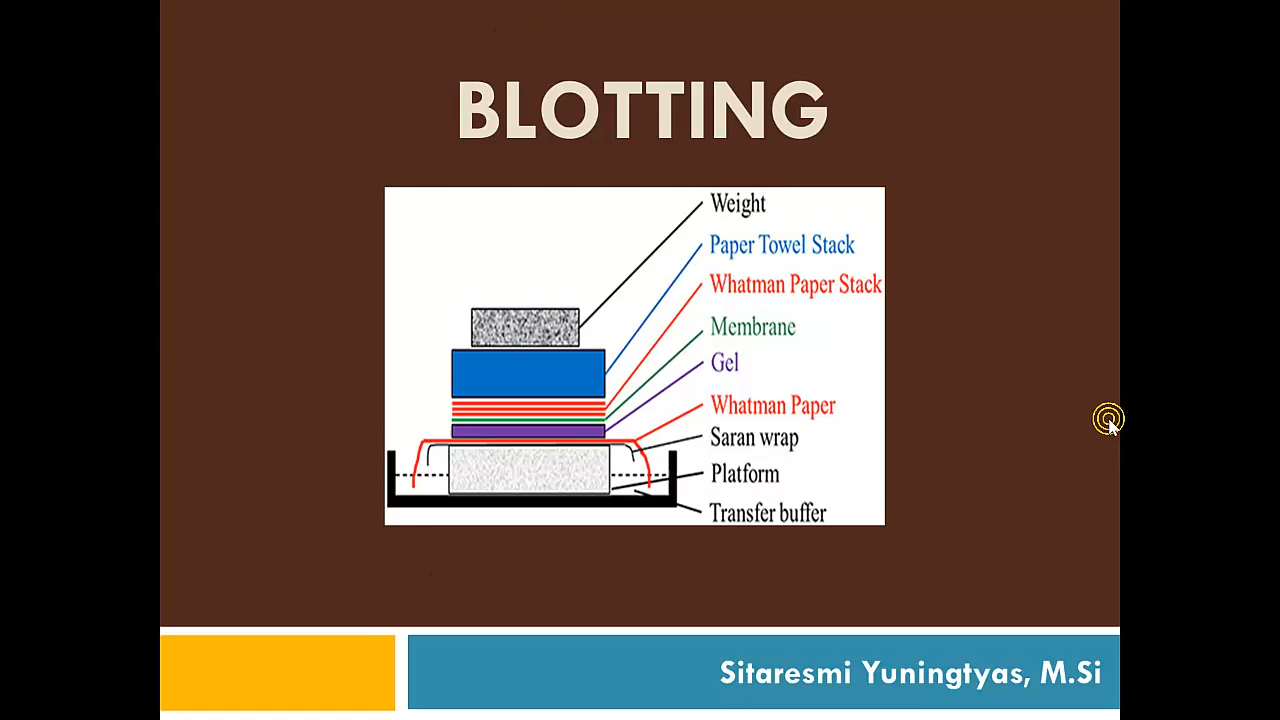 BLOTTING
Weight
Paper Towel Stack
Whatman Paper Stack
Membrane
Gel
Whatman Paper
Saran wrap
Platform
Transfer buffer
Sitaresmi Yuningtyas, M.Si